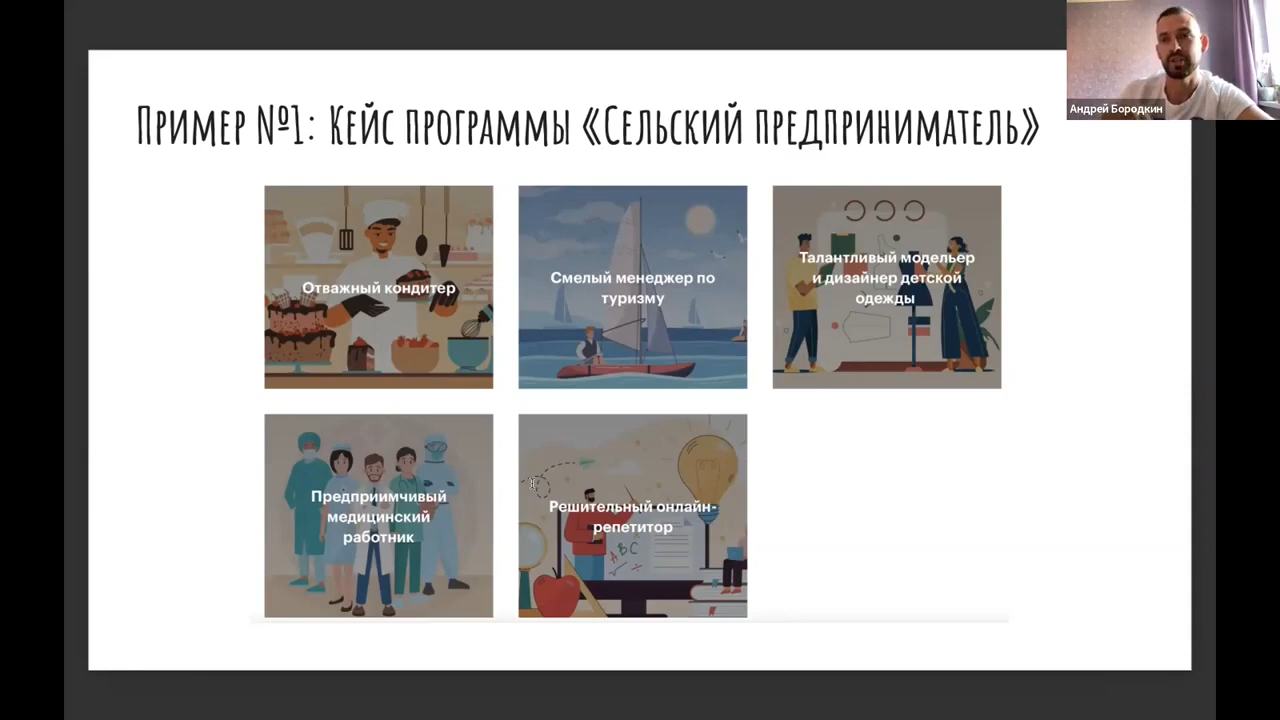 Андрей Бородкин
Пример №1: Кейс программы «Сельский предприниматель»
Отважный кондитер
Смелый менеджер по
туризму
Талантливый модельер
и дизайнер детской
одежды
Предприимчивый
медицинский
работник
Решительный онлайн-
репетитор
ABC